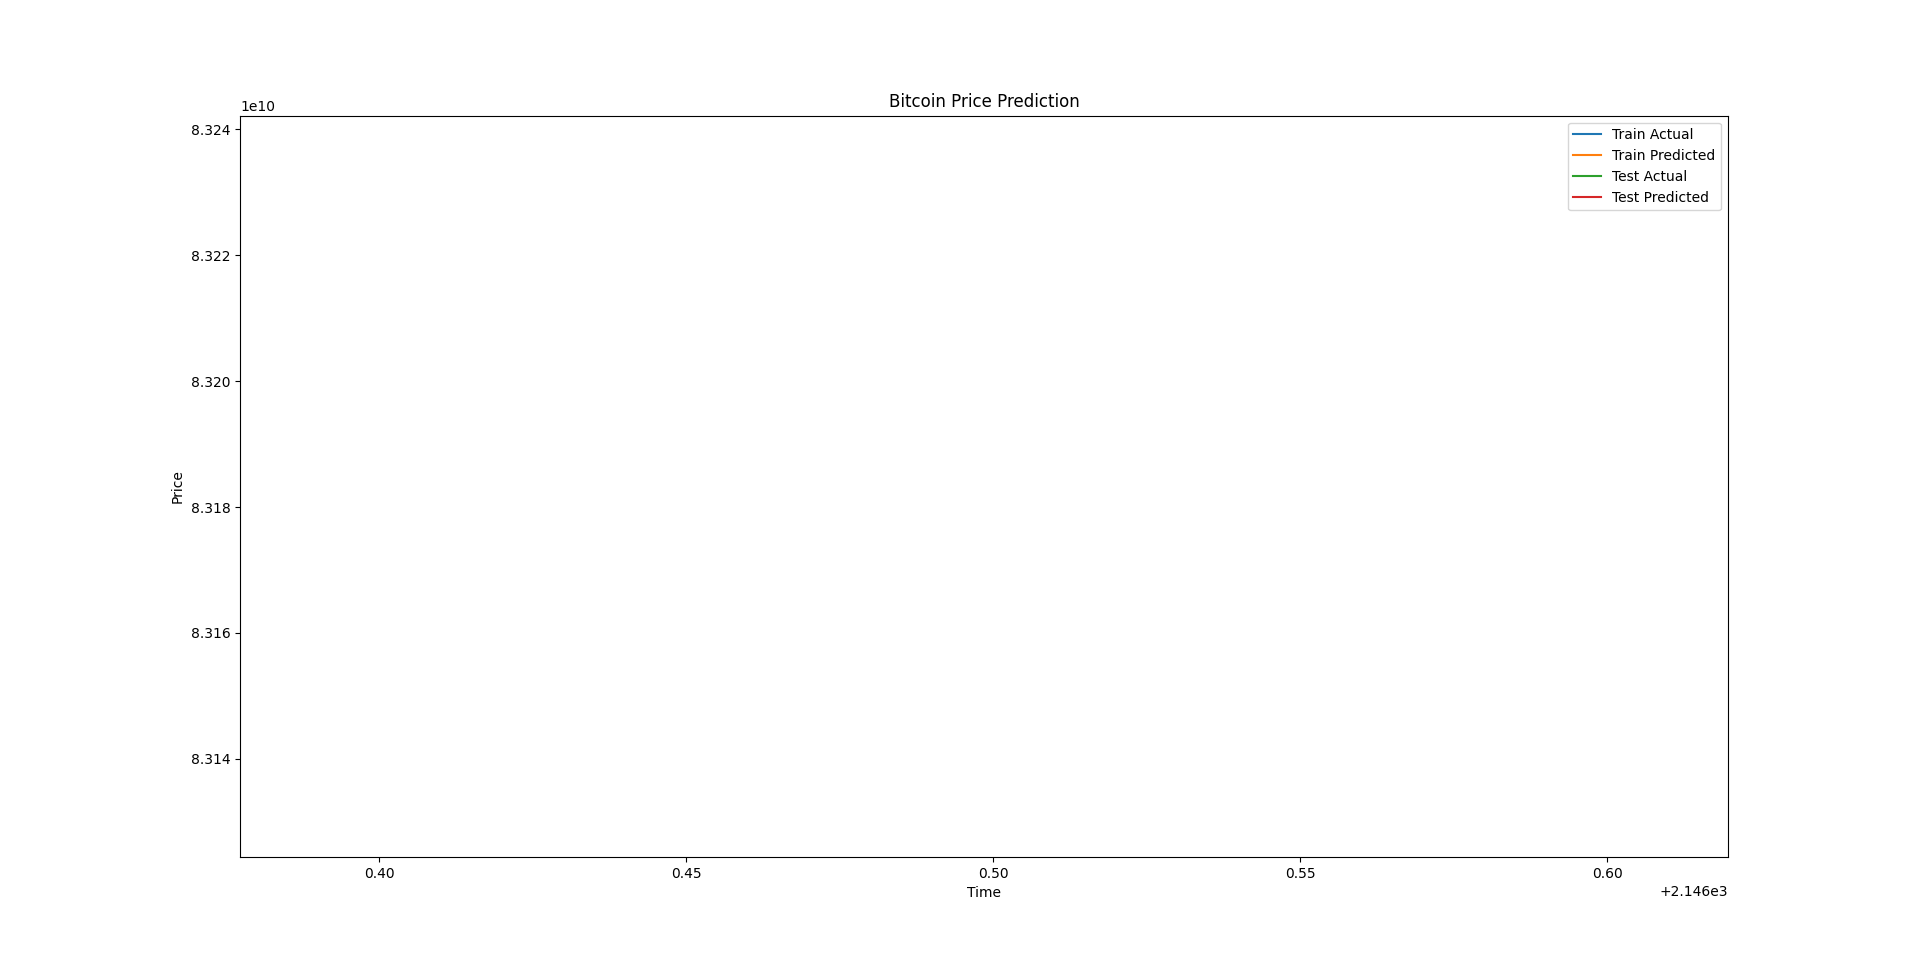 Bitcoin Price Prediction
1e10
8.324
8.322
8.320
8.318
8.316
8.314
Price
Train Actual
Train Predicted
Test Actual
Test Predicted
0.40 0.45 0.50 0.55 0.60
Time
+2.146e3